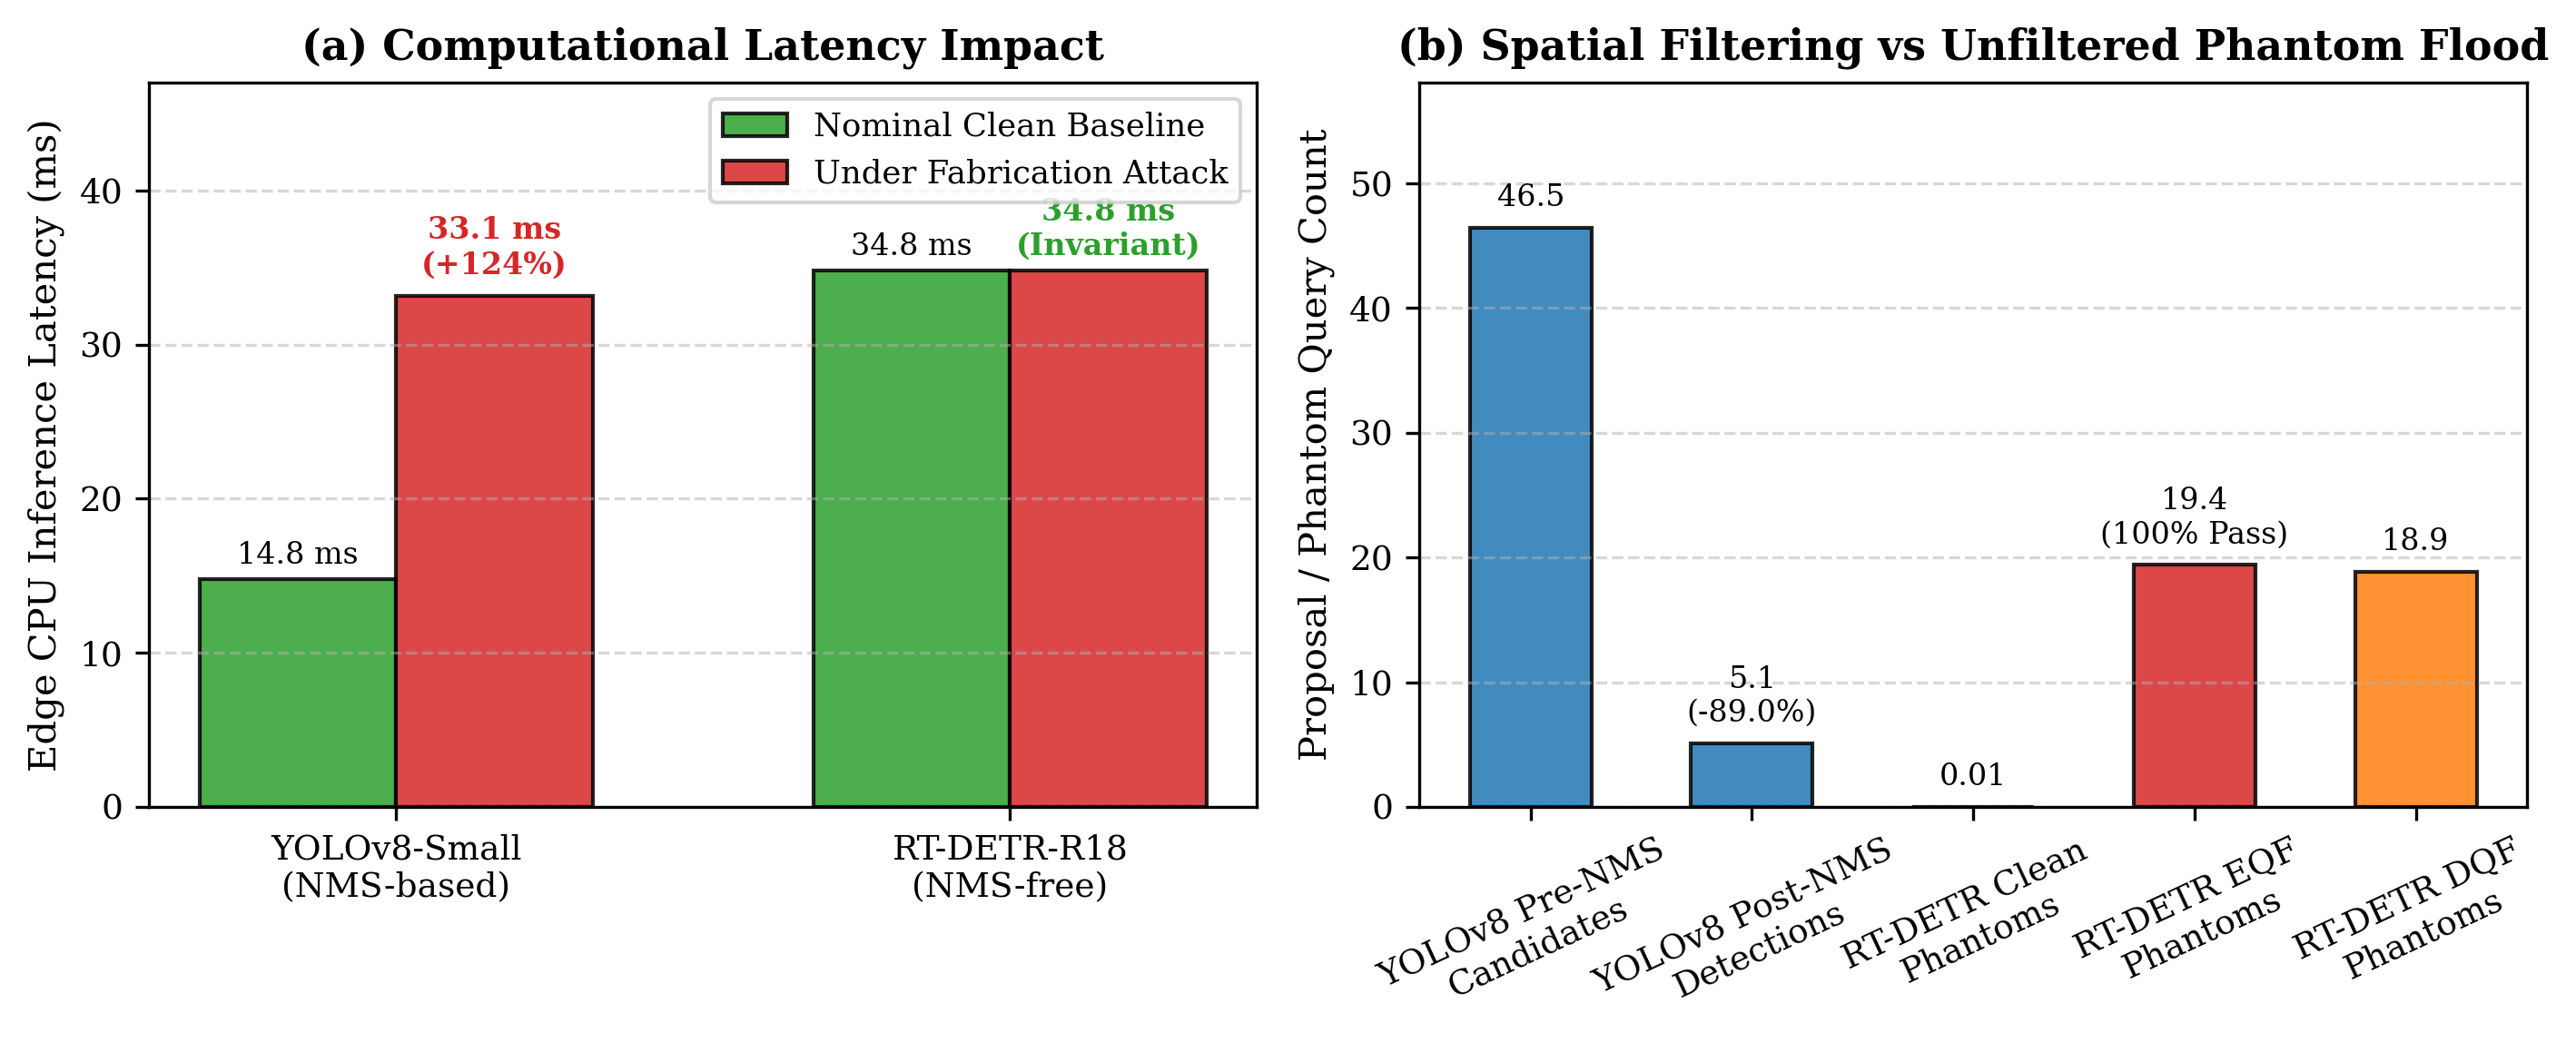 (a) Computational Latency Impact
Edge CPU Inference Latency (ms)
40
30
20
10
0
Nominal Clean Baseline
Under Fabrication Attack
14.8 ms
33.1 ms
(+124%)
34.8 ms
34.8 ms
(Invariant)
YOLOv8-Small
(NMS-based)
RT-DETR-R18
(NMS-free)
(b) Spatial Filtering vs Unfiltered Phantom Flood
Proposal / Phantom Query Count
50
40
30
20
10
0
46.5
5.1
(-89.0%)
0.01
19.4
(100% Pass)
18.9
YOLOv8 Pre-NMS
Candidates
YOLOv8 Post-NMS
Detections
RT-DETR Clean
Phantoms
RT-DETR EQF
Phantoms
RT-DETR DQF
Phantoms